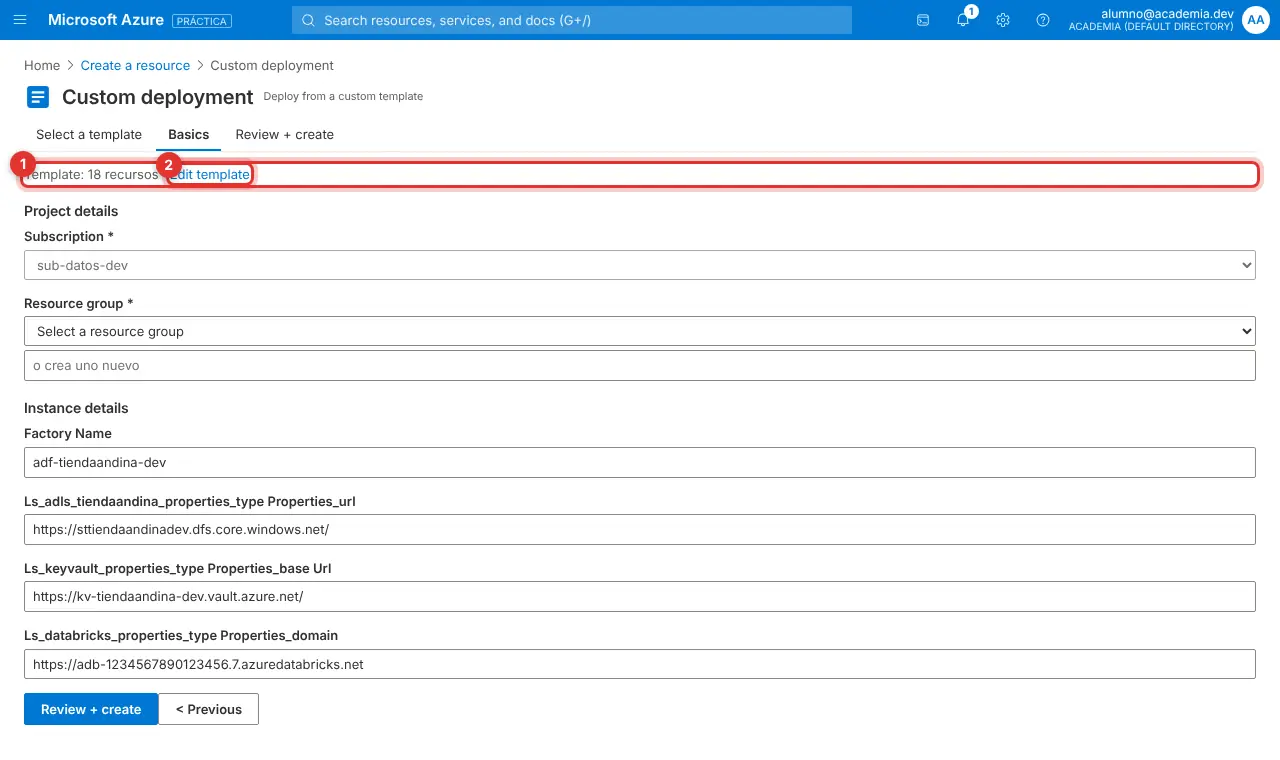 Microsoft Azure PRÁCTICA
Search resources, services, and docs (G+/)
1
alumno@academia.dev
ACADEMIA (DEFAULT DIRECTORY)
AA
Home > Create a resource > Custom deployment
Custom deployment Deploy from a custom template
Select a template Basics Review + create
1 2
Template: 18 recursos Edit template
Project details
Subscription *
sub-datos-dev
Resource group *
Select a resource group
o crea uno nuevo
Instance details
Factory Name
adf-tiendaandina-dev
Ls_adls_tiendaandina_properties_type Properties_url
https://sttiendaandinadev.dfs.core.windows.net/
Ls_keyvault_properties_type Properties_base Url
https://kv-tiendaandina-dev.vault.azure.net/
Ls_databricks_properties_type Properties_domain
https://adb-1234567890123456.7.azuredatabricks.net
Review + create < Previous